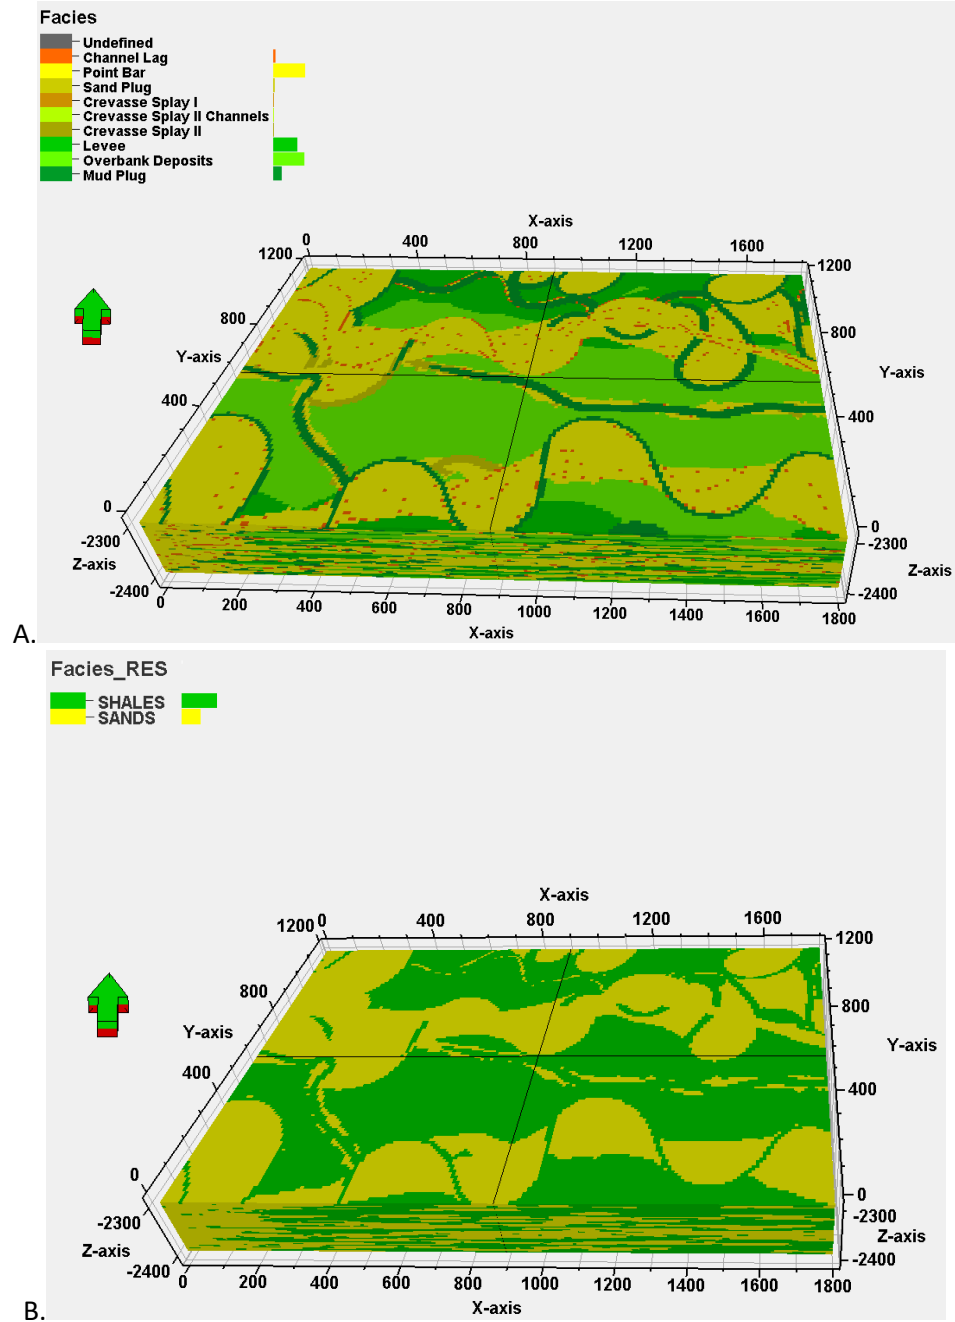 Facies
Undefined
Channel Lag
Point Bar
Sand Plug
Crevasse Splay I
Crevasse Splay II Channels
Crevasse Splay II
Levee
Overbank Deposits
Mud Plug
X-axis
0 400 800 1200 1600
1200 1200
800 800
Y-axis Y-axis
400 400
0 0
-2300 -2300
Z-axis Z-axis
-2400 -2400
0 200 400 600 800 1000 1200 1400 1600 1800
X-axis
A.
Facies_RES
SHALES
SANDS
X-axis
0 400 800 1200 1600
1200 1200
800 800
Y-axis Y-axis
400 400
0 0
-2300 -2300
Z-axis Z-axis
-2400 -2400
0 200 400 600 800 1000 1200 1400 1600 1800
X-axis
B.